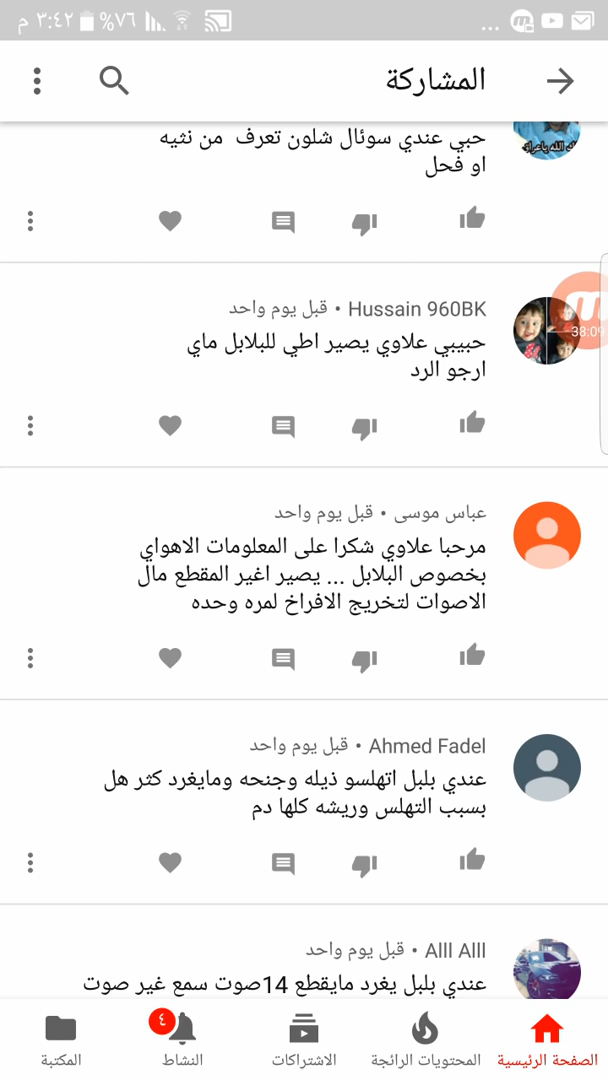 ٣:٤٢ م
%٧٦
المشاركة
حبي عندي سوئال شلون تعرف من نثيه
او فحل
Hussain 960BK • قبل يوم واحد
حبيبي علاوي يصير اطي للبلابل ماي
ارجو الرد
38:09
عباس موسى • قبل يوم واحد
مرحبا علاوي شكرا على المعلومات الاهواي
بخصوص البلابل ... يصير اغير المقطع مال
الاصوات لتخريج الافراخ لمره وحده
Ahmed Fadel • قبل يوم واحد
عندي بلبل اتهلسو ذيله وجنحه ومايغرد كثر هل
بسبب التهلس وريشه كلها دم
Alll Alll • قبل يوم واحد
عندي بلبل يغرد مايقطع 14صوت سمع غير صوت
٤
الصفحة الرئيسية
المحتويات الرائجة
الاشتراكات
النشاط
المكتبة